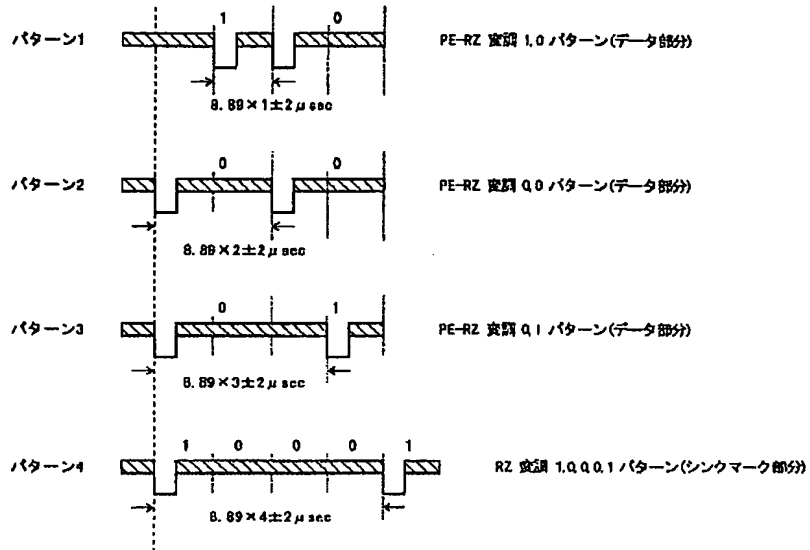 1 0
パターン1 PE-RZ 変調 1,0 パターン(データ部分)
8.89×1±2μsec
0 0
パターン2 PE-RZ 変調 0,0 パターン(データ部分)
8.89×2±2μsec
0 1
パターン3 PE-RZ 変調 0,1 パターン(データ部分)
8.89×3±2μsec
1 0 0 0 1
パターン4 RZ 変調 1,0,0,0,1 パターン(シンクマーク部分)
8.89×4±2μsec